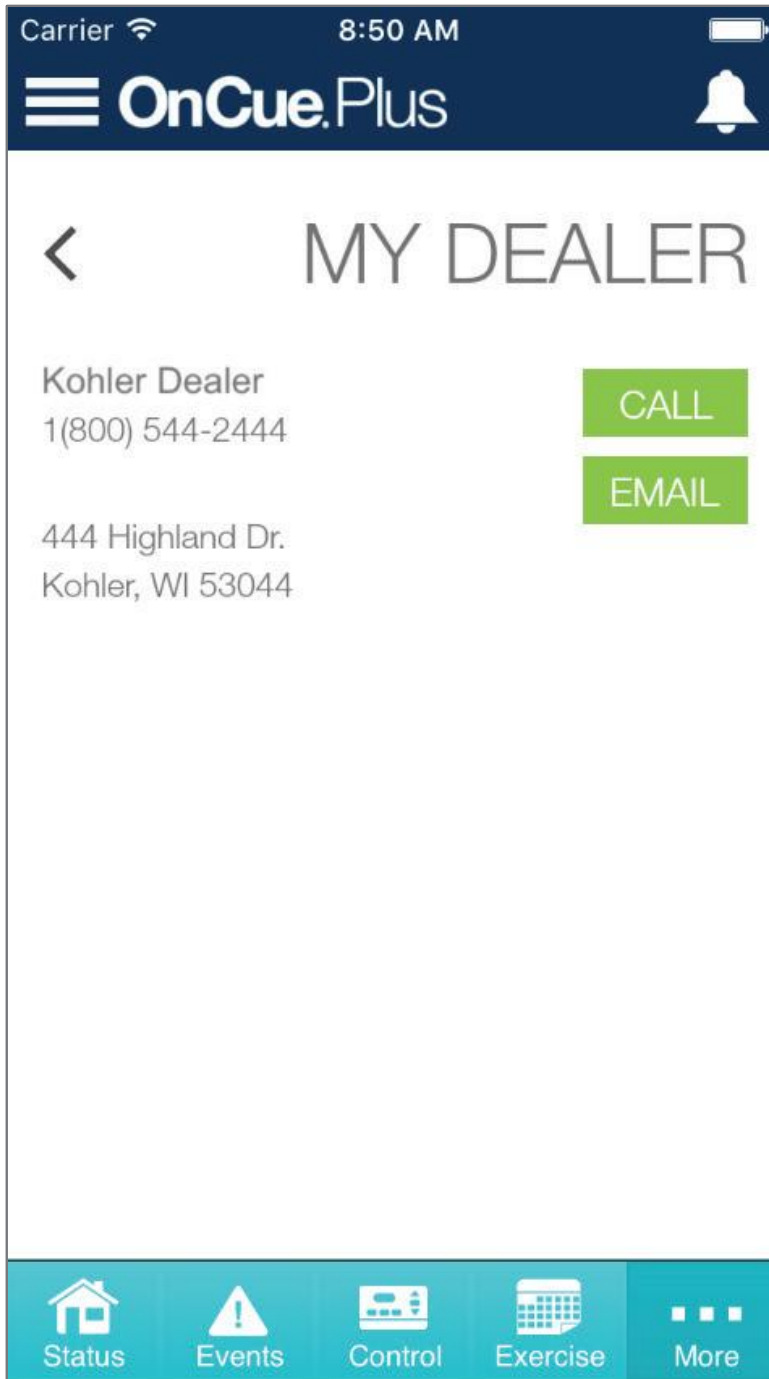 Carrier 8:50 AM
OnCue.Plus
MY DEALER
Kohler Dealer
1(800) 544-2444
CALL
EMAIL
444 Highland Dr.
Kohler, WI 53044
Status Events Control Exercise More